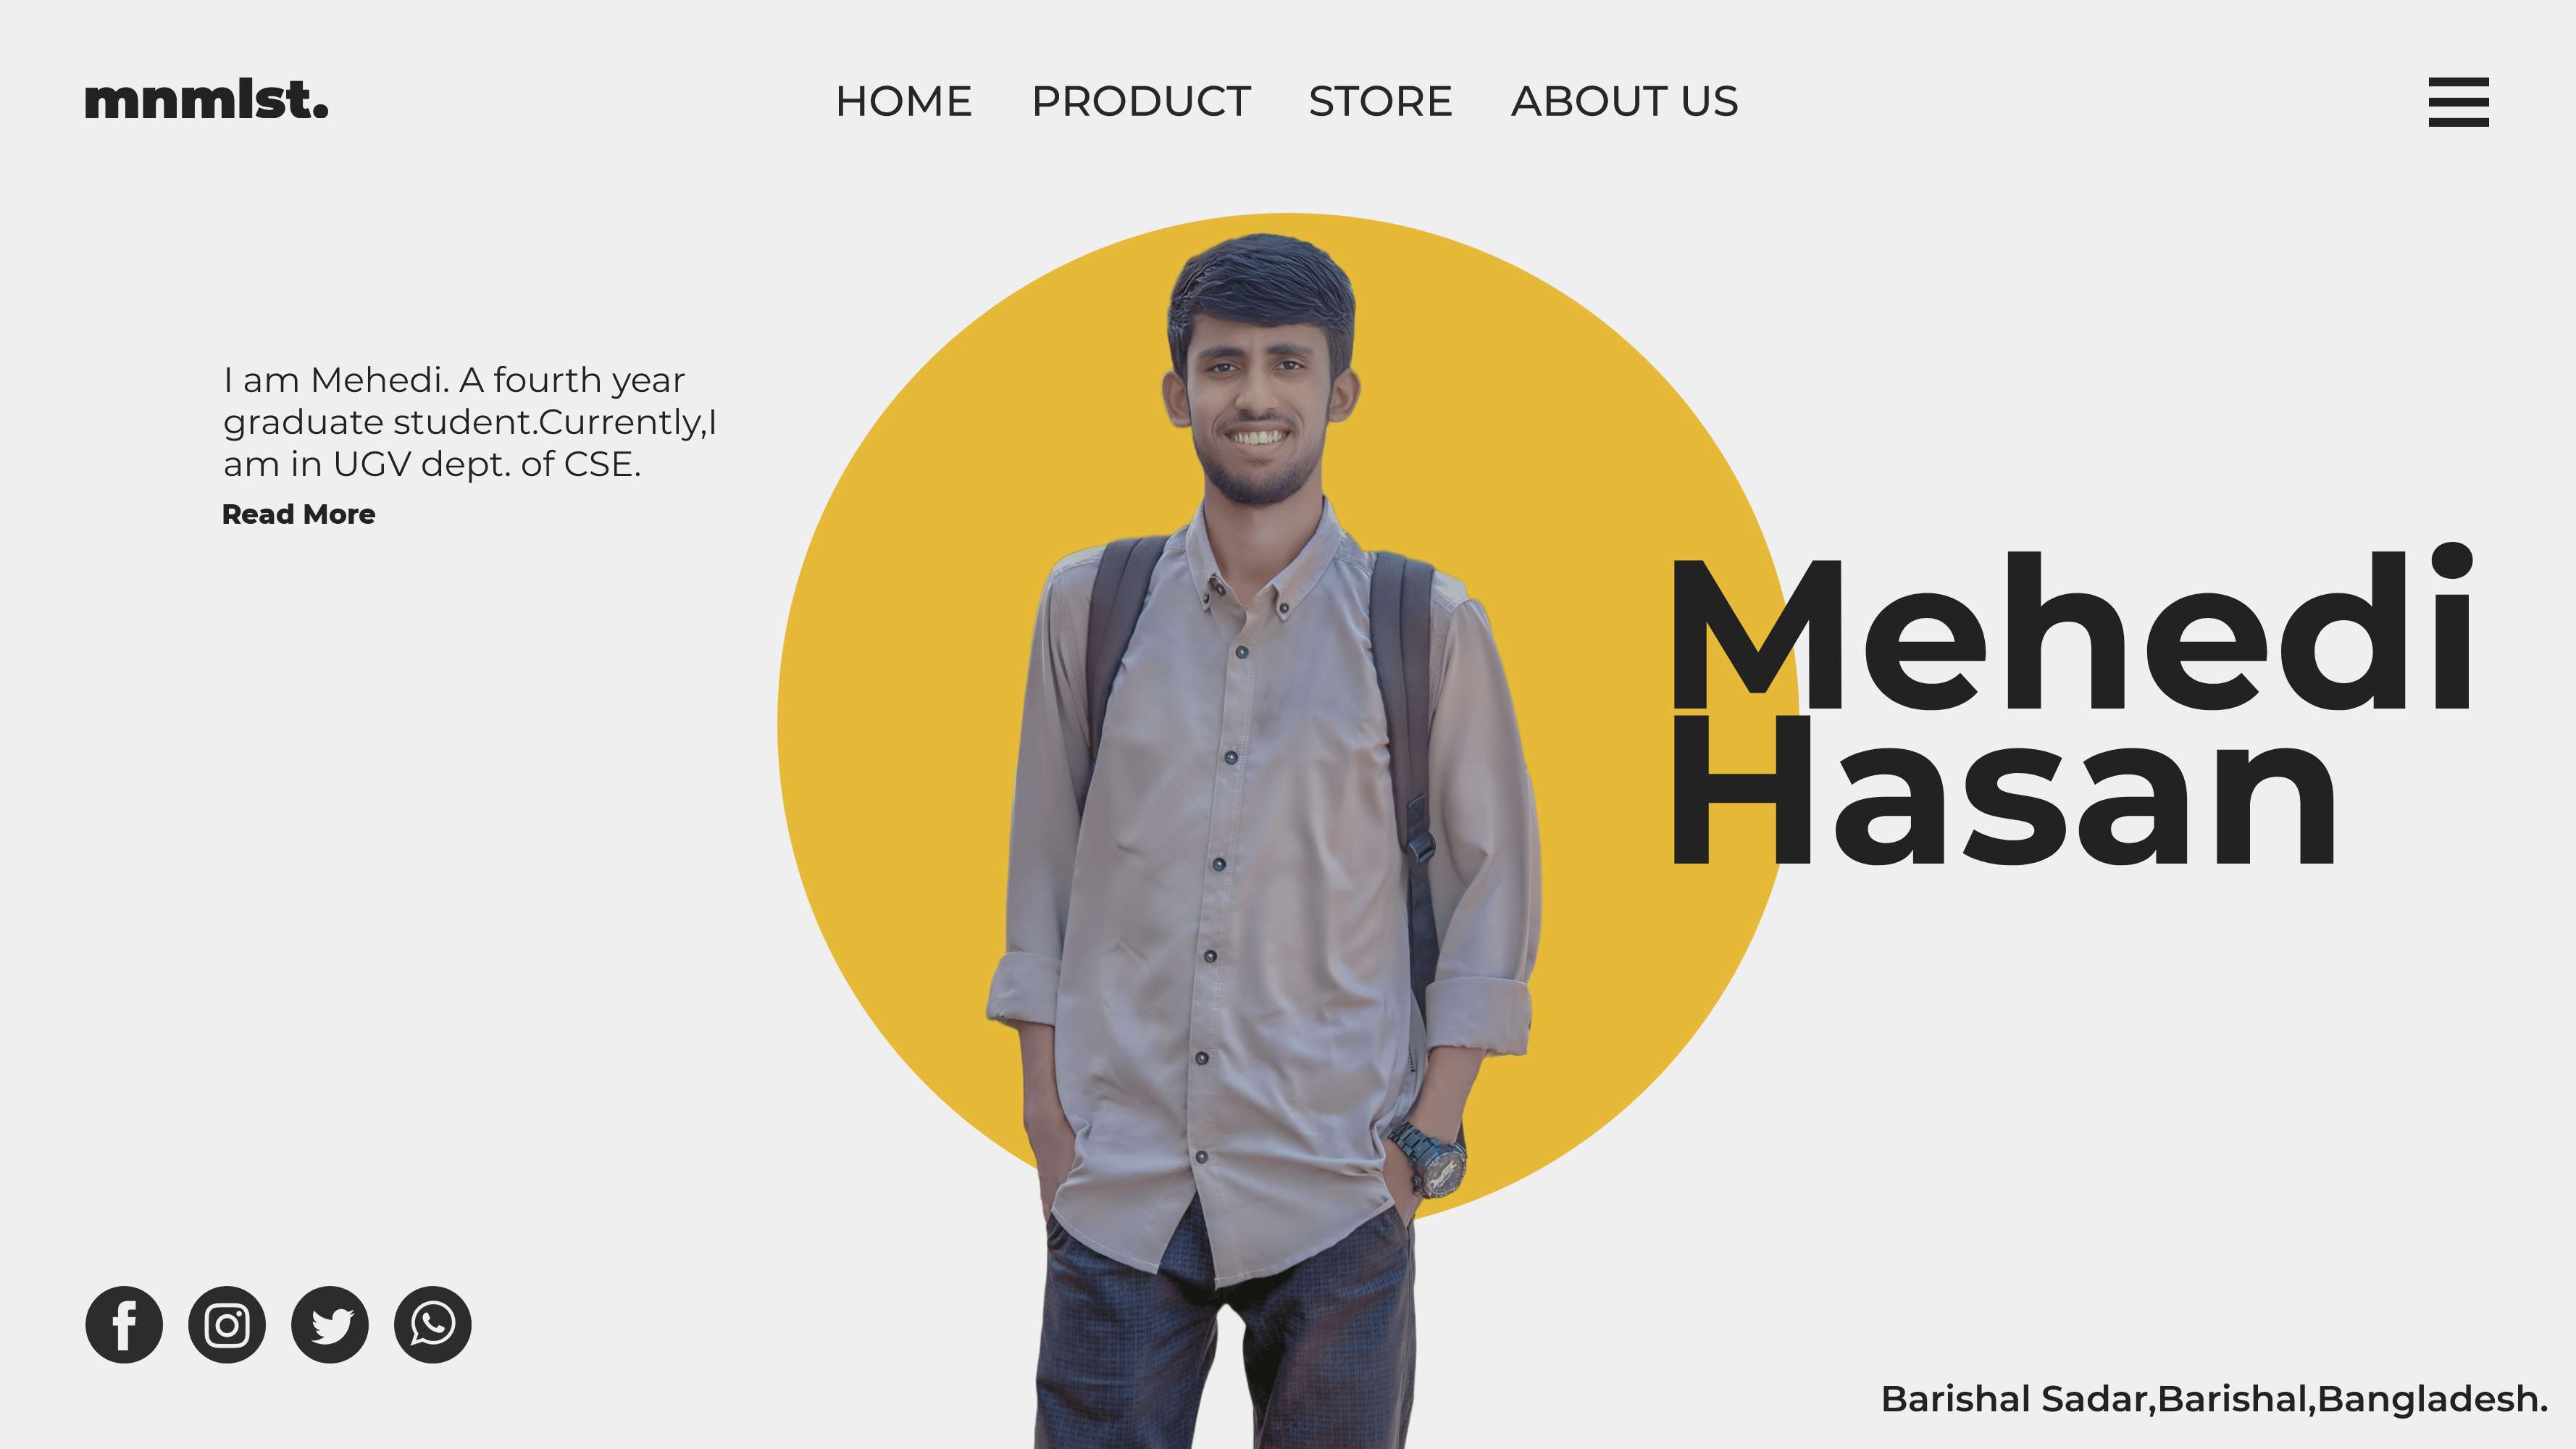 mnmlst.
HOME PRODUCT STORE ABOUT US
I am Mehedi. A fourth year
graduate student.Currently,I
am in UGV dept. of CSE.
Read More
Mehedi
Hasan
Barishal Sadar,Barishal,Bangladesh.